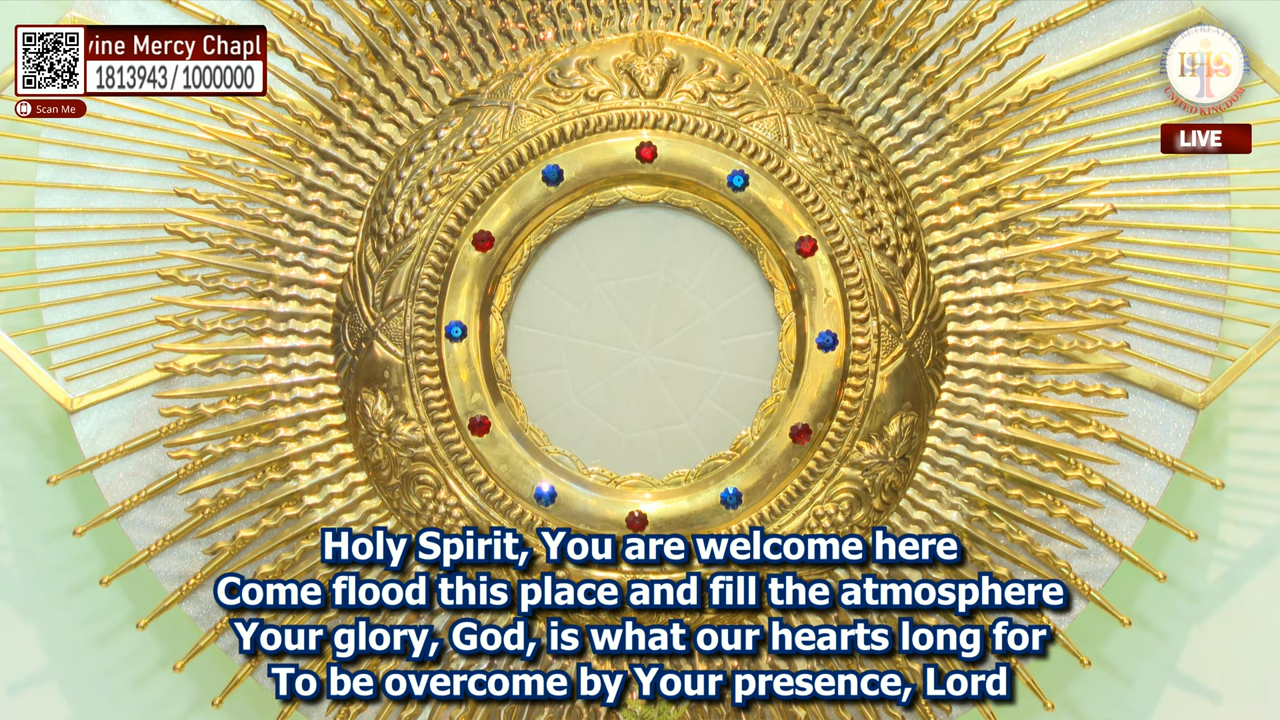 vine Mercy Chapl
1813943/1000000
Scan Me
UNITED KINGDOM
LIVE
Holy Spirit, You are welcome here
Come flood this place and fill the atmosphere
Your glory, God, is what our hearts long for
To be overcome by Your presence, Lord